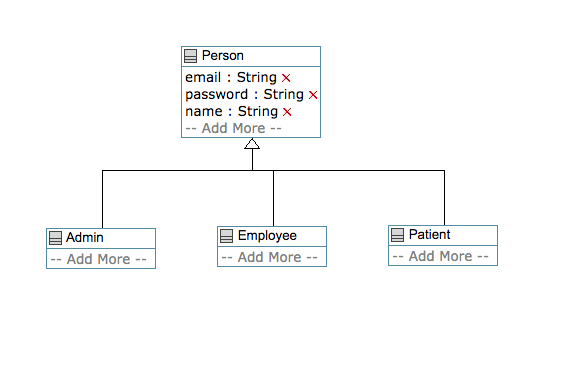 Person
email : String
password : String
name : String
-- Add More --
Admin
-- Add More --
Employee
-- Add More --
Patient
-- Add More --